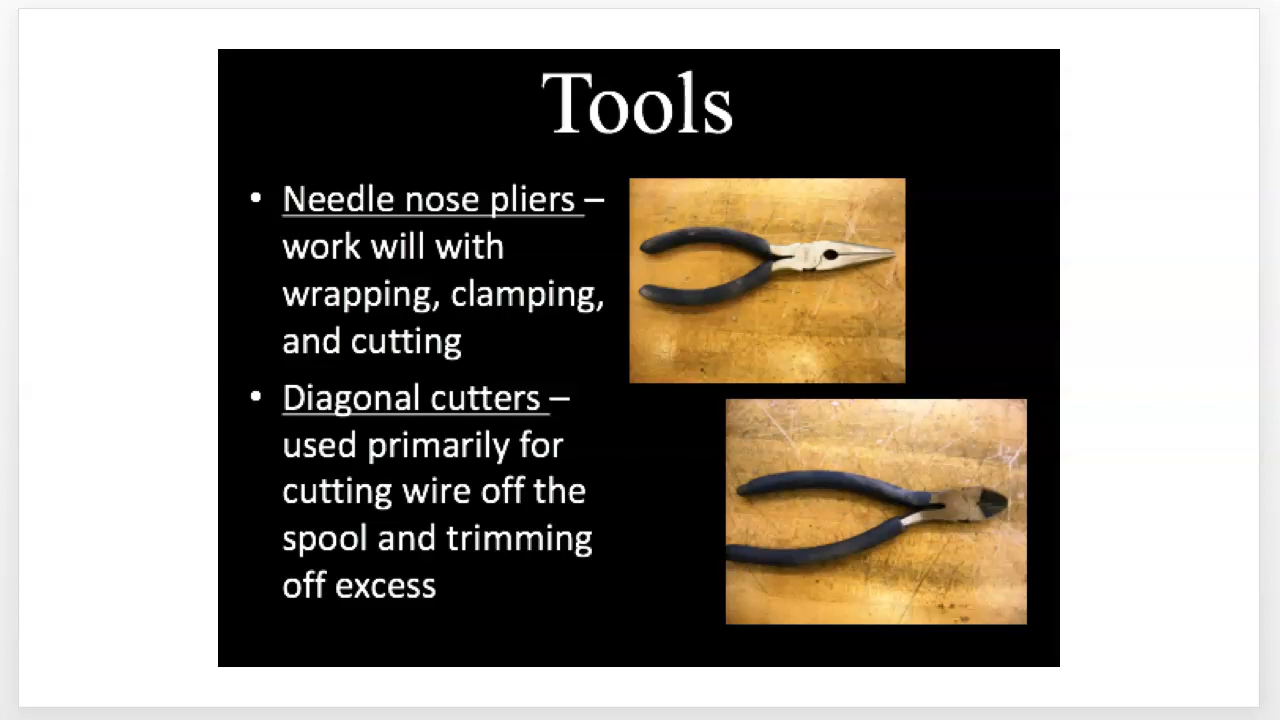 Tools
• Needle nose pliers –
work will with
wrapping, clamping,
and cutting
• Diagonal cutters –
used primarily for
cutting wire off the
spool and trimming
off excess